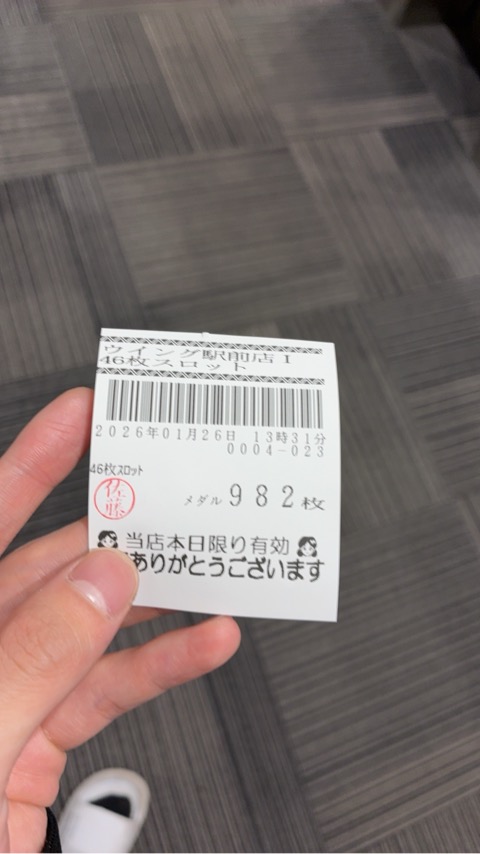 ウイング駅前店 I
46枚スロット
2026年01月26日 13時31分
0004-023
46枚スロット
佐藤
メダル 982枚
当店本日限り有効
ありがとうございます